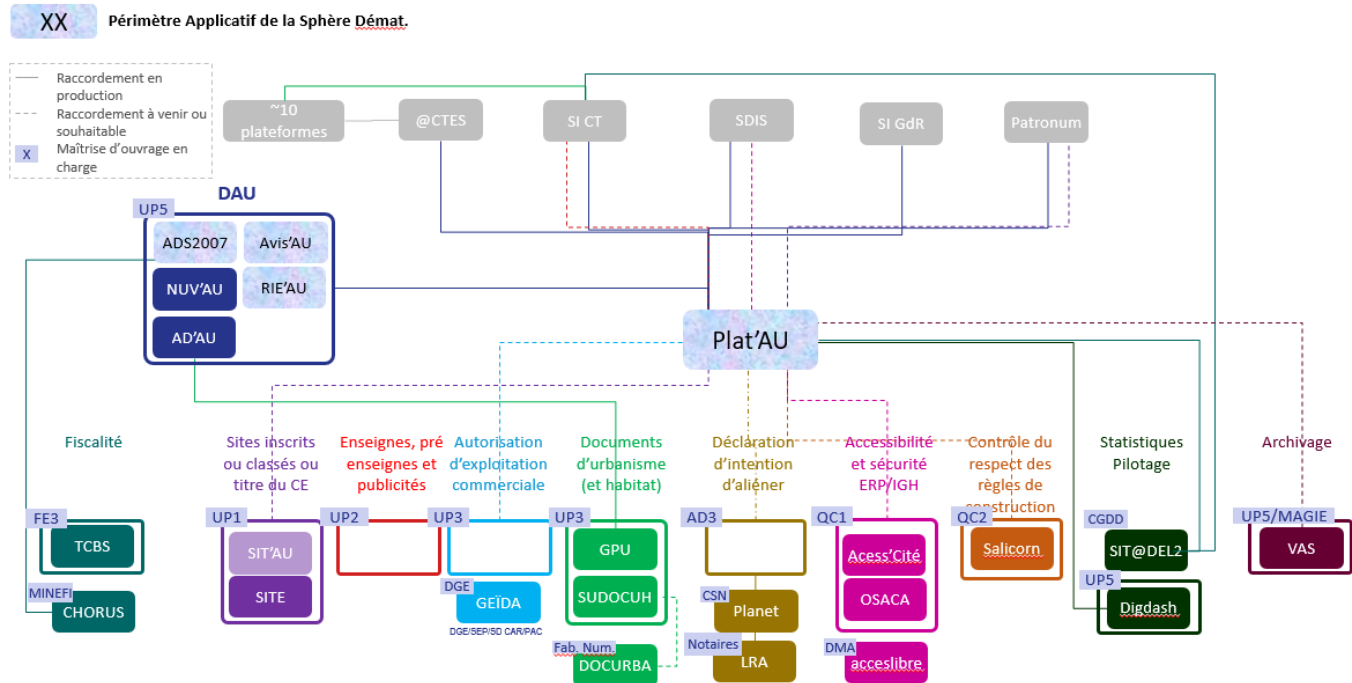 XX
Périmètre Applicatif de la Sphère Démat.
Raccordement en
production
Raccordement à venir ou
souhaitable
X
Maîtrise d'ouvrage en
charge
~10
plateformes
@CTES
SI CT
SDIS
SI GdR
Patronum
DAU
UP5
ADS2007
Avis'AU
NUV'AU
RIE'AU
AD'AU
Plat'AU
Fiscalité
Sites inscrits
ou classés ou
titre du CE
Enseignes, pré
enseignes et
publicités
Autorisation
d'exploitation
commerciale
Documents
d'urbanisme
(et habitat)
Déclaration
d'intention
d'aliéner
Accessibilité
et sécurité
ERP/IGH
Contrôle du
respect des
règles de
construction
Statistiques
Pilotage
Archivage
FE3
TCBS
MINEFI
CHORUS
UP1
SIT'AU
SITE
UP2
UP3
DGE
GEÏDA
DGE/SEP/SD CAR/PAC
UP3
GPU
SUDOCUH
Fab. Num.
DOCURBA
AD3
CSN
Planet
Notaires
LRA
QC1
Acess'Cité
OSACA
DMA
acceslibre
QC2
Salicorn
CGDD
SIT@DEL2
UP5
Digdash
UP5/MAGIE
VAS